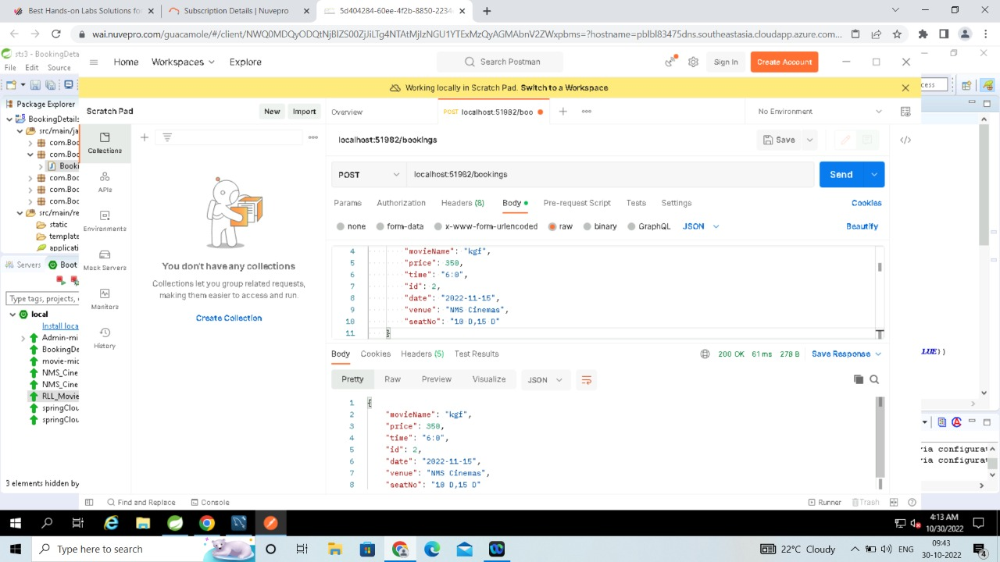 Best Laptop Solutions for
5d404284-b60c-8850-2234
wai.nuvepro.com/guacamole/#/client/
=?hostname=pblbl83475dns.southeastasia.cloudapp.azure.com...
sts3 - BookingDeta
File Edit Source
Home Workspaces Explore
Search Postman
Sign In Create Account
Working locally in Scratch Pad. Switch to a Workspace
Scratch Pad New Import
Overview POST localhost:51982/boo No Environment
Package Explorer
BookingDetails
src/main/ja
com.Boo
com.Boo
Booki
com.Boo
com.Boo
com.Boo
src/main/re
static
template
applicati
Collections
APIs
Environments
Mock Servers
Monitors
History
You don't have any collections
Collections let you group related requests,
making them easier to access and run.
Create Collection
localhost:51982/bookings Save
POST localhost:51982/bookings Send
Params Authorization Headers (8) Body Pre-request Script Tests Settings Cookies
none form-data x-www-form-urlencoded raw binary GraphQL JSON Beautify
4 "movieName": "kgf",
5 "price": 350,
6 "time": "6:0",
7 "id": 2,
8 "date": "2022-11-15",
9 "venue": "NMS Cinemas",
10 "seatNo": "10 D,15 D"
11 }
Servers Boot
Type tags, projects,
local
Install loca
Admin-mi
BookingDe
movie-mic
NMS_Cine
NMS_Cine
RLL_Movie
springClou
springClou
3 elements hidden by
Body Cookies Headers (5) Test Results 200 OK 61 ms 278 B Save Response
Pretty Raw Preview Visualize JSON
1 {
2 "movieName": "kgf",
3 "price": 350,
4 "time": "6:0",
5 "id": 2,
6 "date": "2022-11-15",
7 "venue": "NMS Cinemas",
8 "seatNo": "10 D,15 D"
LUE))
ria configurat
ria configurat
Find and Replace Console Runner Trash
4:13 AM
10/30/2022
Type here to search
22°C Cloudy
ENG
09:43
30-10-2022
4